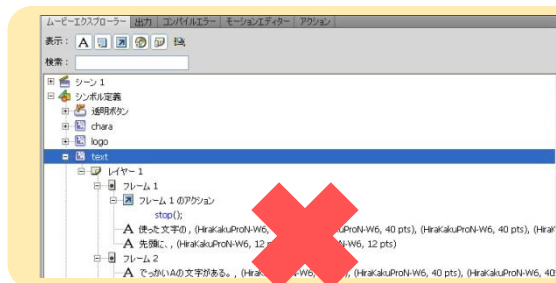 ムービーエクスプローラー 出力 コンパイルエラー モーションエディター アクション
表示: A
検索:
シーン 1
シンボル定義
透明ボタン
chara
logo
text
レイヤー 1
フレーム 1
フレーム 1 のアクション
stop();
A 使った文字の, (HiraKakuProN-W6, 40 pts), (HiraKakuProN-W6, 40 pts), (Hira
A 先頭に、, (HiraKakuProN-W6, 12 pts)
フレーム 2
A でっかいAの文字がある。, (HiraKakuProN-W6, 40 pts), (HiraKakuProN-W6, 40